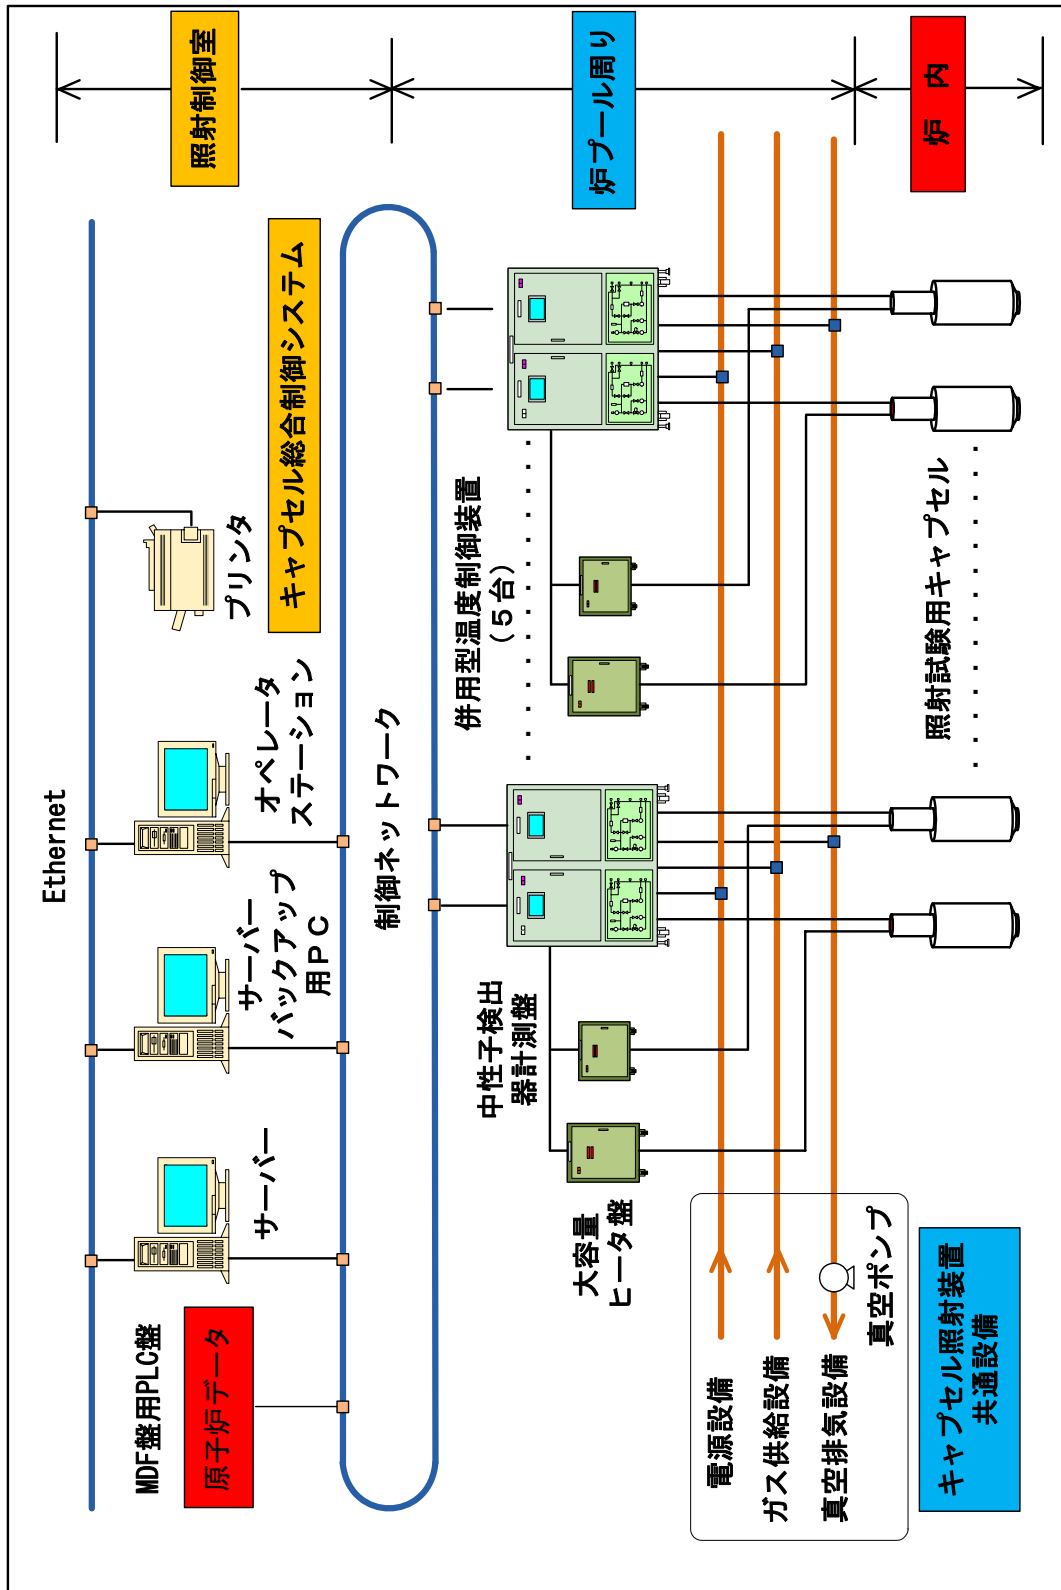 照射制御室
炉プール周り
炉 内
Ethernet
プリンタ
キャプセル総合制御システム
オペレータ
ステーション
サーバー
バックアップ
用PC
サーバー
MDF盤用PLC盤
原子炉データ
制御ネットワーク
併用型温度制御装置
(5台)
中性子検出
器計測盤
大容量
ヒータ盤
照射試験用キャプセル
電源設備
ガス供給設備
真空排気設備
真空ポンプ
キャプセル照射装置
共通設備